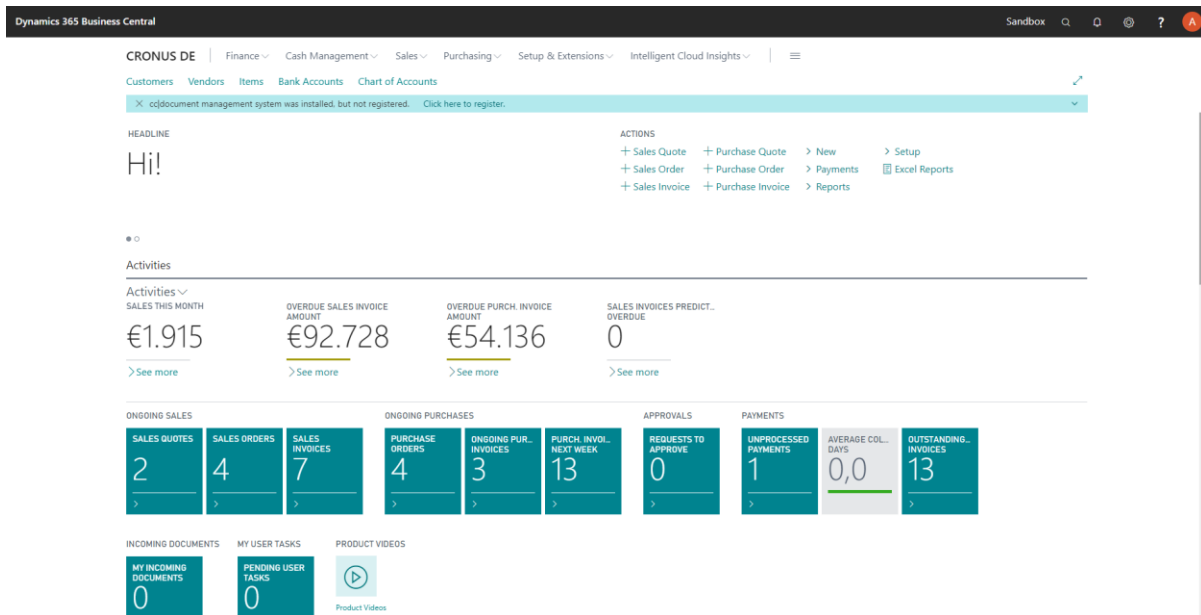 Dynamics 365 Business Central
Sandbox
?
A
CRONUS DE
Finance
Cash Management
Sales
Purchasing
Setup & Extensions
Intelligent Cloud Insights
Customers
Vendors
Items
Bank Accounts
Chart of Accounts
cc|document management system was installed. but not registered. Click here to register.
HEADLINE
Hi!
ACTIONS
+ Sales Quote
+ Purchase Quote
> New
> Setup
+ Sales Order
+ Purchase Order
> Payments
Excel Reports
+ Sales Invoice
+ Purchase Invoice
> Reports
Activities
Activities
SALES THIS MONTH
€1.915
> See more
OVERDUE SALES INVOICE
AMOUNT
€92.728
> See more
OVERDUE PURCH. INVOICE
AMOUNT
€54.136
> See more
SALES INVOICES PREDICT...
OVERDUE
0
> See more
ONGOING SALES
SALES QUOTES
2
>
SALES ORDERS
4
>
SALES
INVOICES
7
>
ONGOING PURCHASES
PURCHASE
ORDERS
4
>
ONGOING PUR...
INVOICES
3
>
PURCH. INVOI...
NEXT WEEK
13
>
APPROVALS
REQUESTS TO
APPROVE
0
>
PAYMENTS
UNPROCESSED
PAYMENTS
1
>
AVERAGE COL...
DAYS
0,0
OUTSTANDING...
INVOICES
13
>
INCOMING DOCUMENTS
MY INCOMING
DOCUMENTS
0
MY USER TASKS
PENDING USER
TASKS
0
PRODUCT VIDEOS
Product Videos